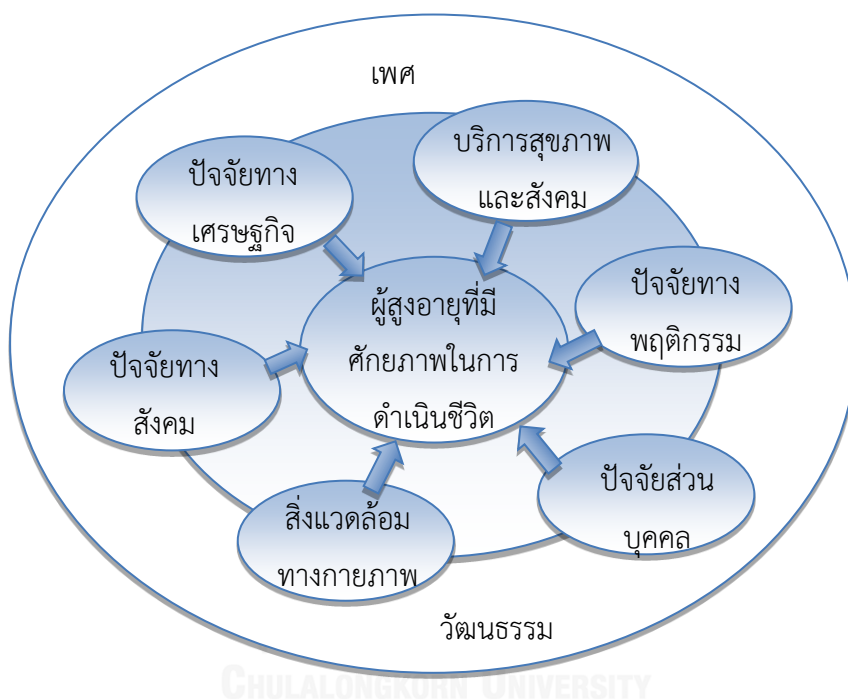 เพศ
บริการสุขภาพ
และสังคม
ปัจจัยทาง
เศรษฐกิจ
ปัจจัยทาง
พฤติกรรม
ผู้สูงอายุที่มี
ศักยภาพในการ
ดำเนินชีวิต
ปัจจัยทาง
สังคม
ปัจจัยส่วน
บุคคล
สิ่งแวดล้อม
ทางกายภาพ
วัฒนธรรม
CHULALONGKORN UNIVERSITY